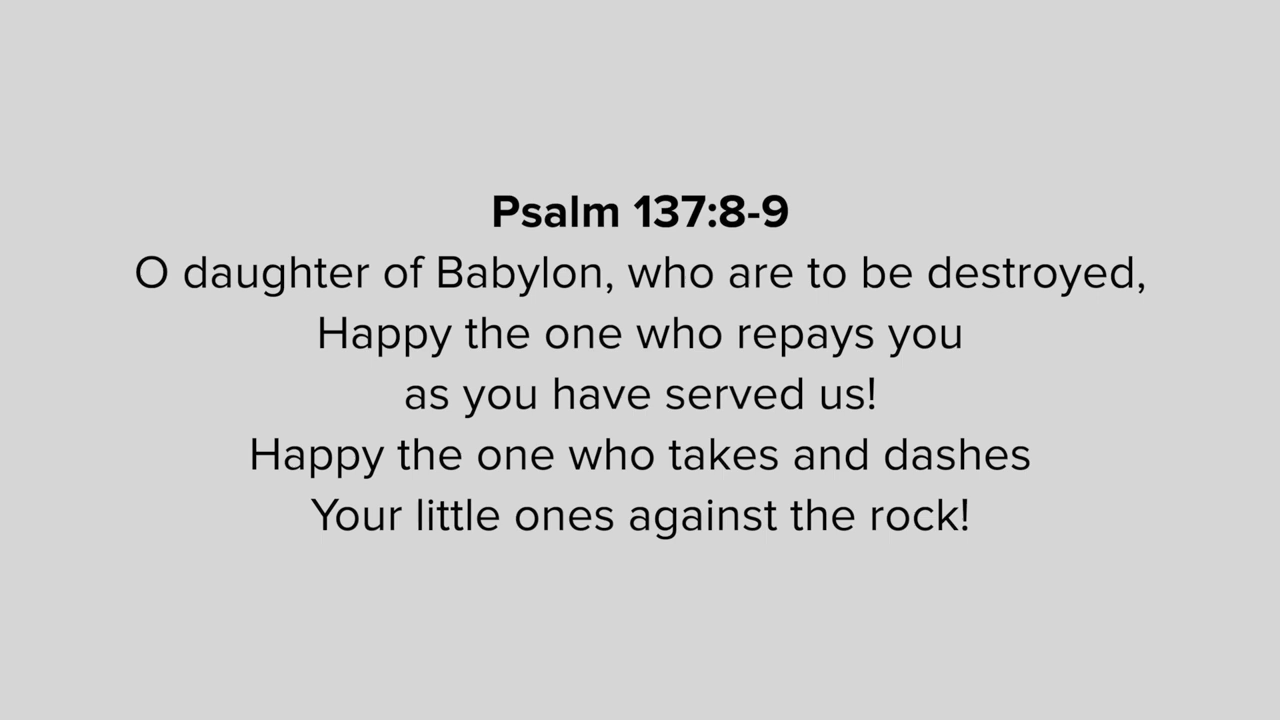 Psalm 137:8-9
O daughter of Babylon, who are to be destroyed,
Happy the one who repays you
as you have served us!
Happy the one who takes and dashes
Your little ones against the rock!